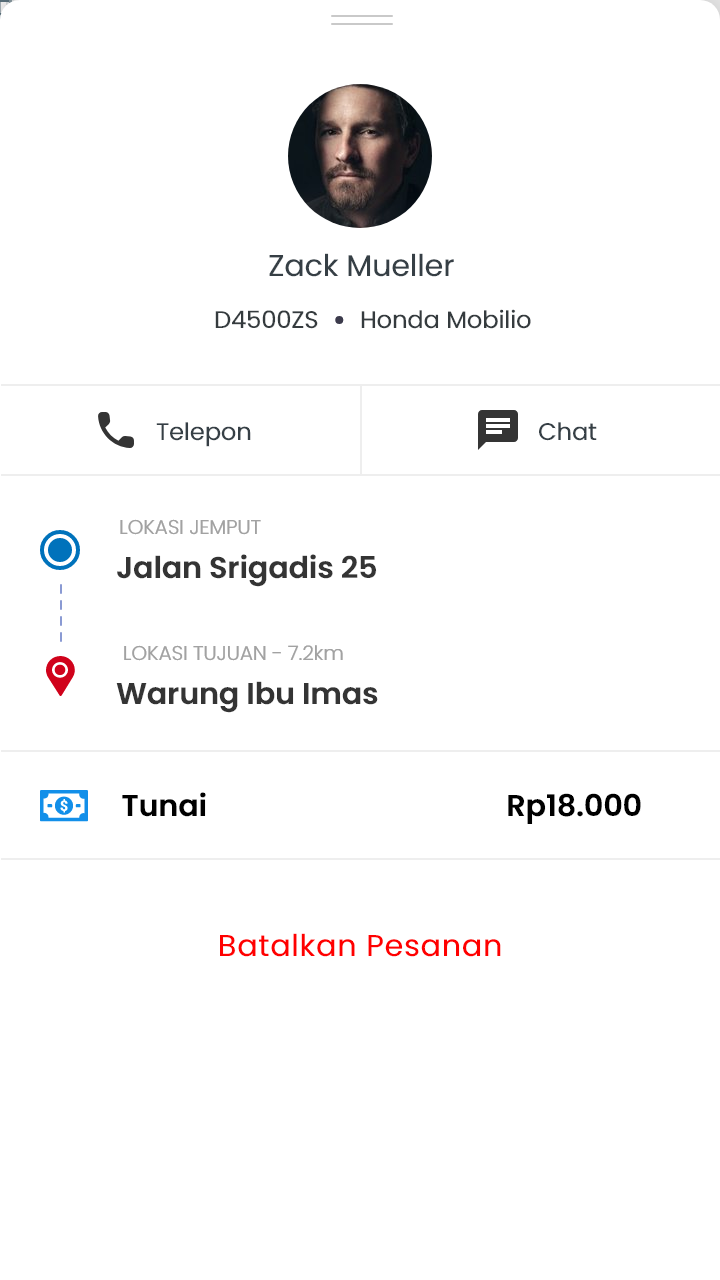 Zack Mueller
D4500ZS • Honda Mobilio
Telepon
Chat
LOKASI JEMPUT
Jalan Srigadis 25
LOKASI TUJUAN - 7.2km
Warung Ibu Imas
Tunai
Rp18.000
Batalkan Pesanan